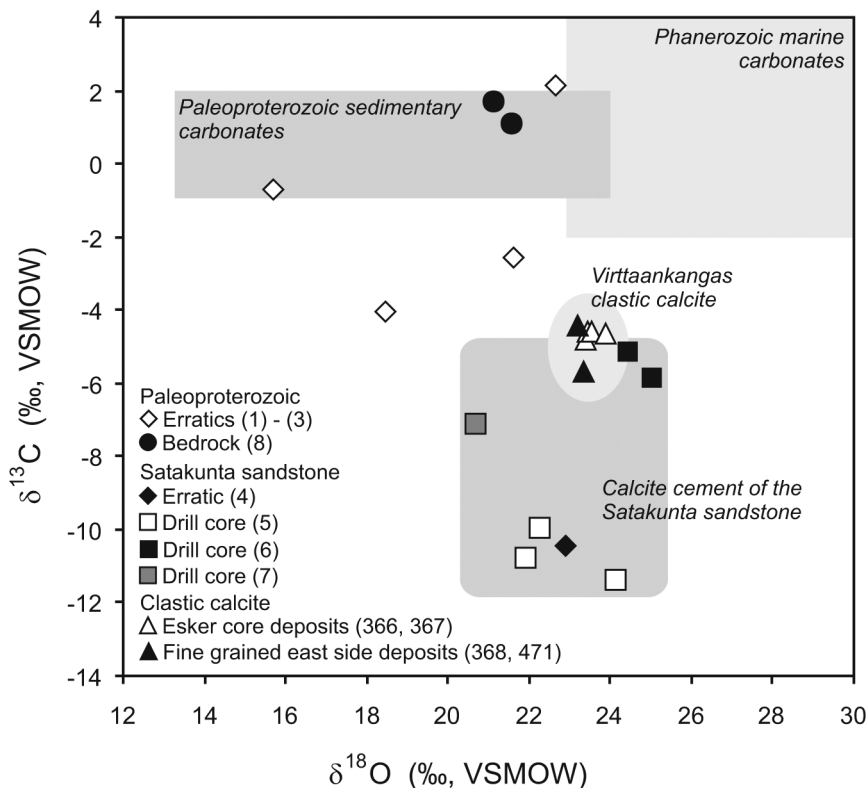 4
2
0
-2
-4
-6
-8
-10
-12
-14
δ13C (‰, VSMOW)
Phanerozoic marine
carbonates
Paleoproterozoic sedimentary
carbonates
Virttaankangas
clastic calcite
Calcite cement of the
Satakunta sandstone
Paleoproterozoic
Erratics (1) - (3)
Bedrock (8)
Satakunta sandstone
Erratic (4)
Drill core (5)
Drill core (6)
Drill core (7)
Clastic calcite
Esker core deposits (366, 367)
Fine grained east side deposits (368, 471)
12 14 16 18 20 22 24 26 28 30
δ18O (‰, VSMOW)